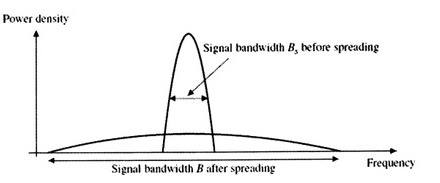 Power density
Signal bandwidth Bs before spreading
Signal bandwidth B after spreading
Frequency